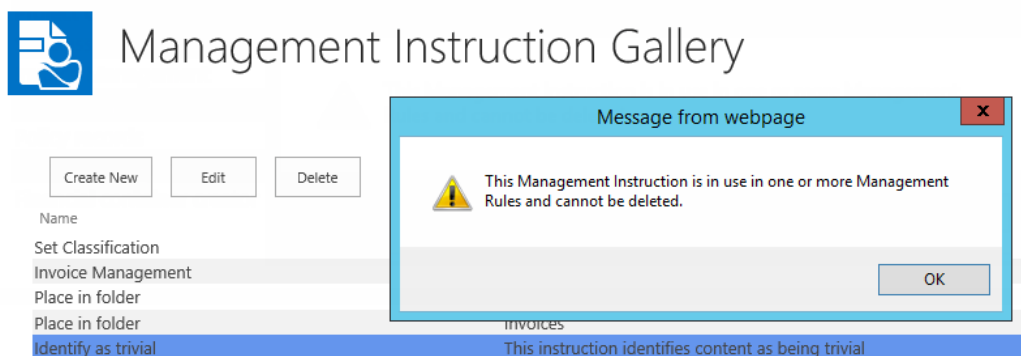 Management Instruction Gallery
Message from webpage
x
This Management Instruction is in use in one or more Management
Rules and cannot be deleted.
OK
Create New
Edit
Delete
Name
Set Classification
Invoice Management
Place in folder
Place in folder
Invoices
Identify as trivial
This instruction identifies content as being trivial